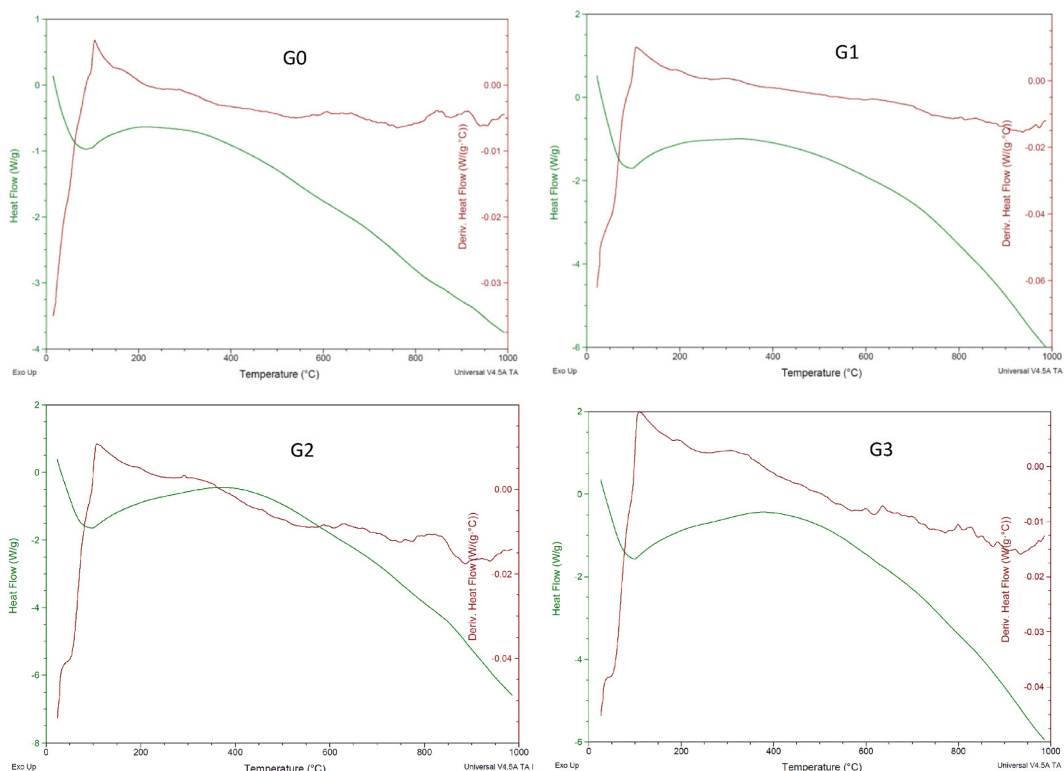 G0
Heat Flow (W/g)
1
0
-1
-2
-3
-4
Deriv. Heat Flow (W/(g·°C))
0.00
-0.01
-0.02
-0.03
0
200
400
600
800
1000
Exo Up
Temperature (°C)
Universal V4.5A TA
G1
Heat Flow (W/g)
2
0
-2
-4
-6
Deriv. Heat Flow (W/(g·°C))
0.00
-0.02
-0.04
-0.06
0
200
400
600
800
1000
Exo Up
Temperature (°C)
Universal V4.5A TA
G2
Heat Flow (W/g)
2
0
-2
-4
-6
-8
Deriv. Heat Flow (W/(g·°C))
0.00
-0.02
-0.04
0
200
400
600
800
1000
Exo Up
Temperature (°C)
Universal V4.5A TA I
G3
Heat Flow (W/g)
2
0
-2
-4
-6
Deriv. Heat Flow (W/(g·°C))
0.00
-0.01
-0.02
-0.03
-0.04
0
200
400
600
800
1000
Exo Up
Temperature (°C)
Universal V4.5A TA